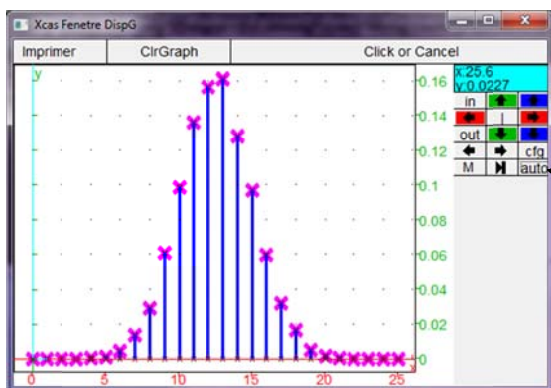 Xcas Fenetre DispG
Imprimer ClrGraph Click or Cancel
y
x:25.6
y:0.0227
in
out
cfg
M
auto
0.16
0.14
0.12
0.1
0.08
0.06
0.04
0.02
0
x
0 5 10 15 20 25